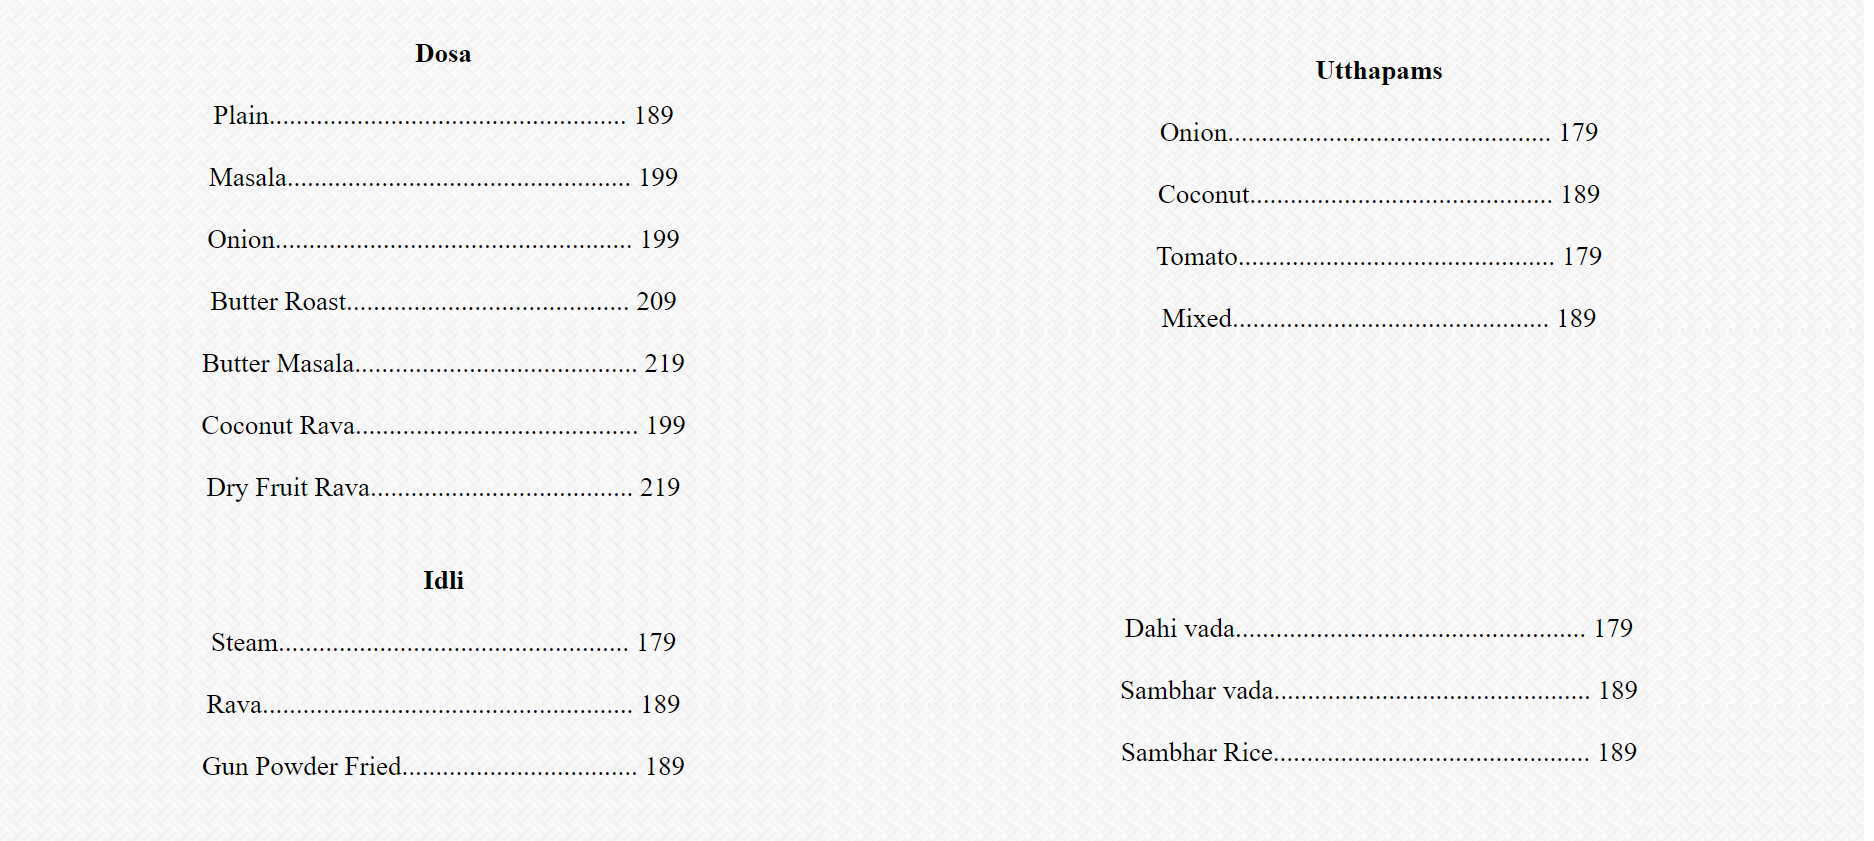 Dosa
Plain..................................................... 189
Masala................................................... 199
Onion..................................................... 199
Butter Roast.......................................... 209
Butter Masala.......................................... 219
Coconut Rava.......................................... 199
Dry Fruit Rava....................................... 219
Idli
Steam.................................................... 179
Rava....................................................... 189
Gun Powder Fried................................... 189
Utthapams
Onion................................................ 179
Coconut............................................. 189
Tomato............................................... 179
Mixed............................................... 189
Dahi vada.................................................... 179
Sambhar vada............................................... 189
Sambhar Rice............................................... 189